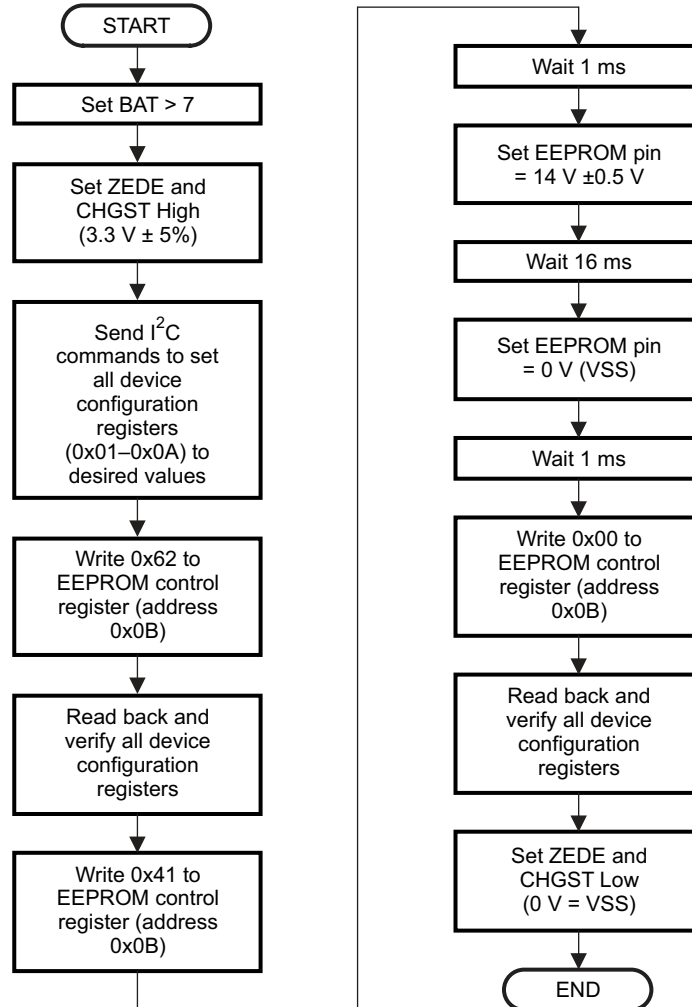 START
Set BAT > 7
Set ZEDE and
CHGST High
(3.3 V ± 5%)
Send I²C
commands to set
all device
configuration
registers
(0x01–0x0A) to
desired values
Write 0x62 to
EEPROM control
register (address
0x0B)
Read back and
verify all device
configuration
registers
Write 0x41 to
EEPROM control
register (address
0x0B)
Wait 1 ms
Set EEPROM pin
= 14 V ±0.5 V
Wait 16 ms
Set EEPROM pin
= 0 V (VSS)
Wait 1 ms
Write 0x00 to
EEPROM control
register (address
0x0B)
Read back and
verify all device
configuration
registers
Set ZEDE and
CHGST Low
(0 V = VSS)
END